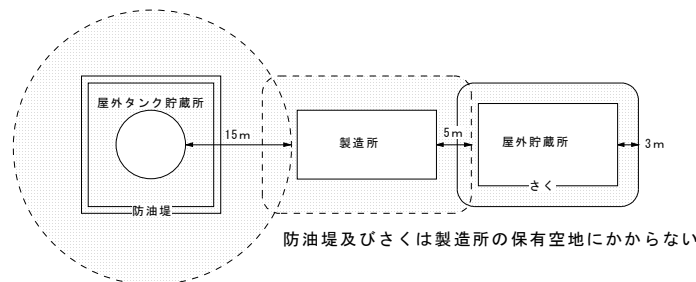 屋外タンク貯蔵所
防油堤
15m
製造所
5m
屋外貯蔵所
さく
3m
防油堤及びさくは製造所の保有空地にかからない